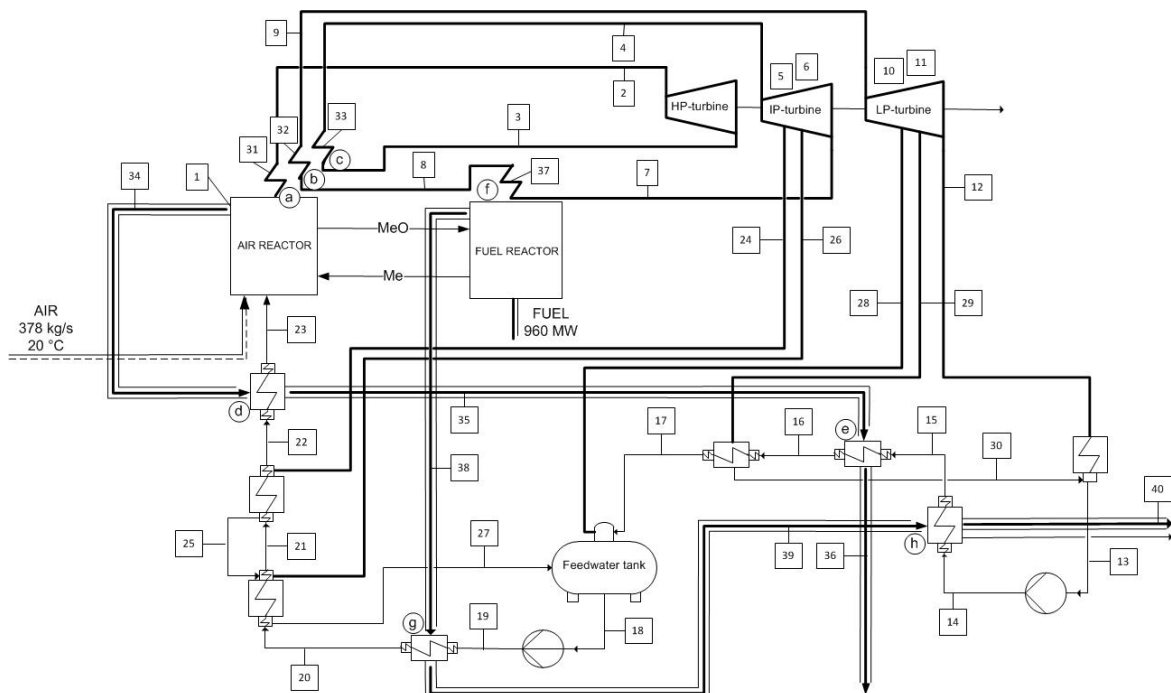 9
4
6
5
11
10
2
HP-turbine
IP-turbine
LP-turbine
33
32
31
3
c
b
a
8
37
7
f
34
1
12
AIR REACTOR
MeO
FUEL REACTOR
24
26
Me
28
29
AIR
378 kg/s
20 °C
23
FUEL
960 MW
d
35
e
22
17
16
15
38
30
40
25
21
27
h
Feedwater tank
39
36
13
g
19
18
14
20